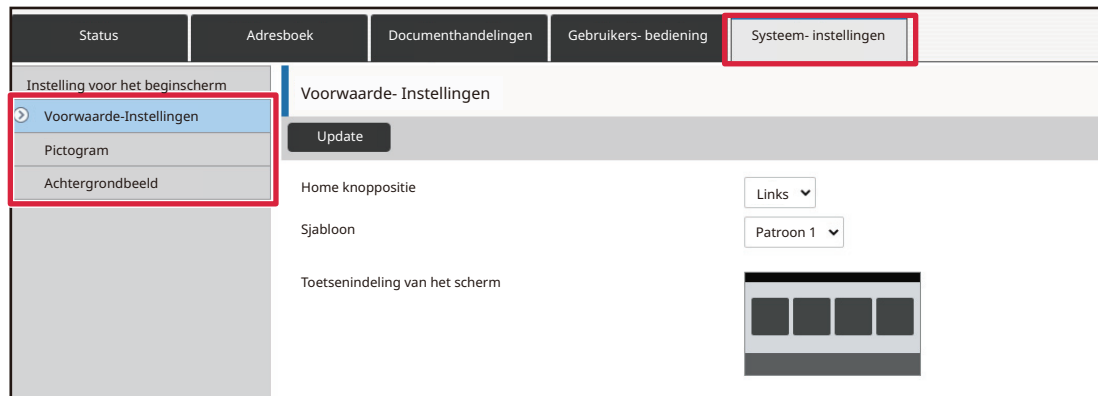 Status Adresboek Documenthandelingen Gebruikers- bediening Systeem- instellingen
Instelling voor het beginscherm
Voorwaarde-Instellingen
Pictogram
Achtergrondbeeld
Voorwaarde- Instellingen
Update
Home knoppositie Links
Sjabloon Patroon 1
Toetsenindeling van het scherm